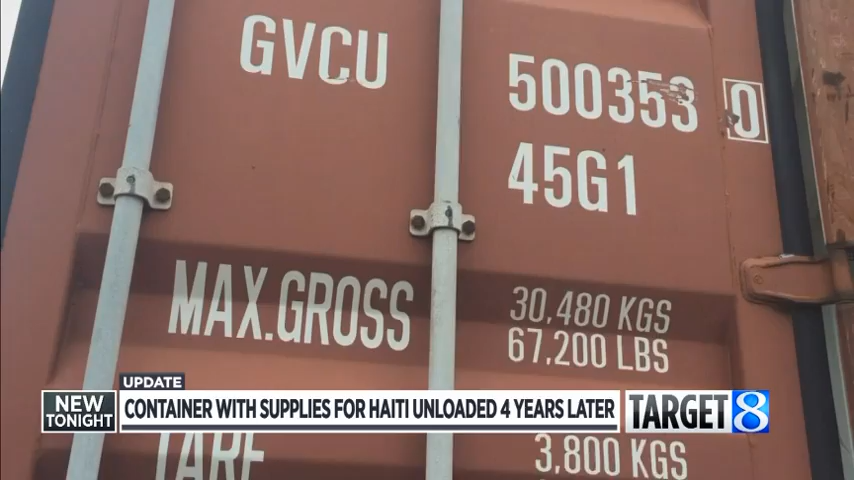 GVCU
500353 0
45G1
MAX.GROSS
30,480 KGS
67,200 LBS
UPDATE
NEW TONIGHT
CONTAINER WITH SUPPLIES FOR HAITI UNLOADED 4 YEARS LATER
TARGET 8
TARE
3,800 KGS